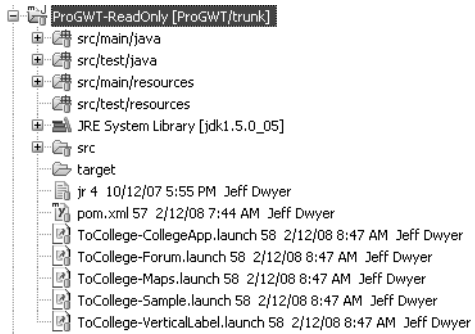 ProGWT-ReadOnly [ProGWT/trunk]
src/main/java
src/test/java
src/main/resources
src/test/resources
JRE System Library [jdk1.5.0_05]
src
target
jr 4 10/12/07 5:55 PM Jeff Dwyer
pom.xml 57 2/12/08 7:44 AM Jeff Dwyer
ToCollege-CollegeApp.launch 58 2/12/08 8:47 AM Jeff Dwyer
ToCollege-Forum.launch 58 2/12/08 8:47 AM Jeff Dwyer
ToCollege-Maps.launch 58 2/12/08 8:47 AM Jeff Dwyer
ToCollege-Sample.launch 58 2/12/08 8:47 AM Jeff Dwyer
ToCollege-VerticalLabel.launch 58 2/12/08 8:47 AM Jeff Dwyer